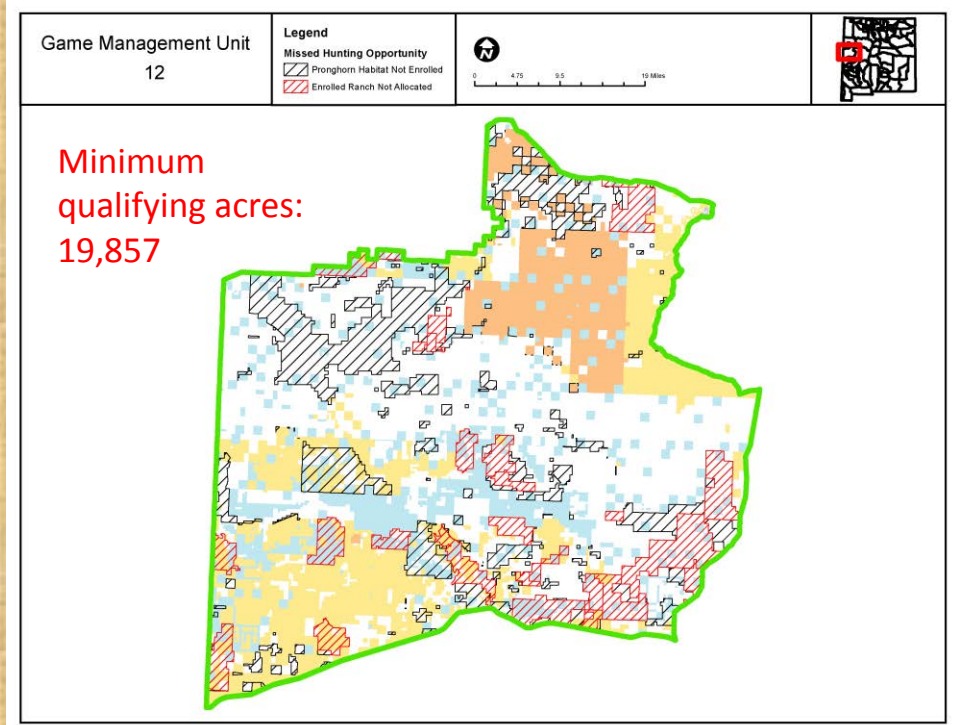 Game Management Unit
12
Legend
Missed Hunting Opportunity
Pronghorn Habitat Not Enrolled
Enrolled Ranch Not Allocated
N
0 4.75 9.5 19 Miles
Minimum
qualifying acres:
19,857